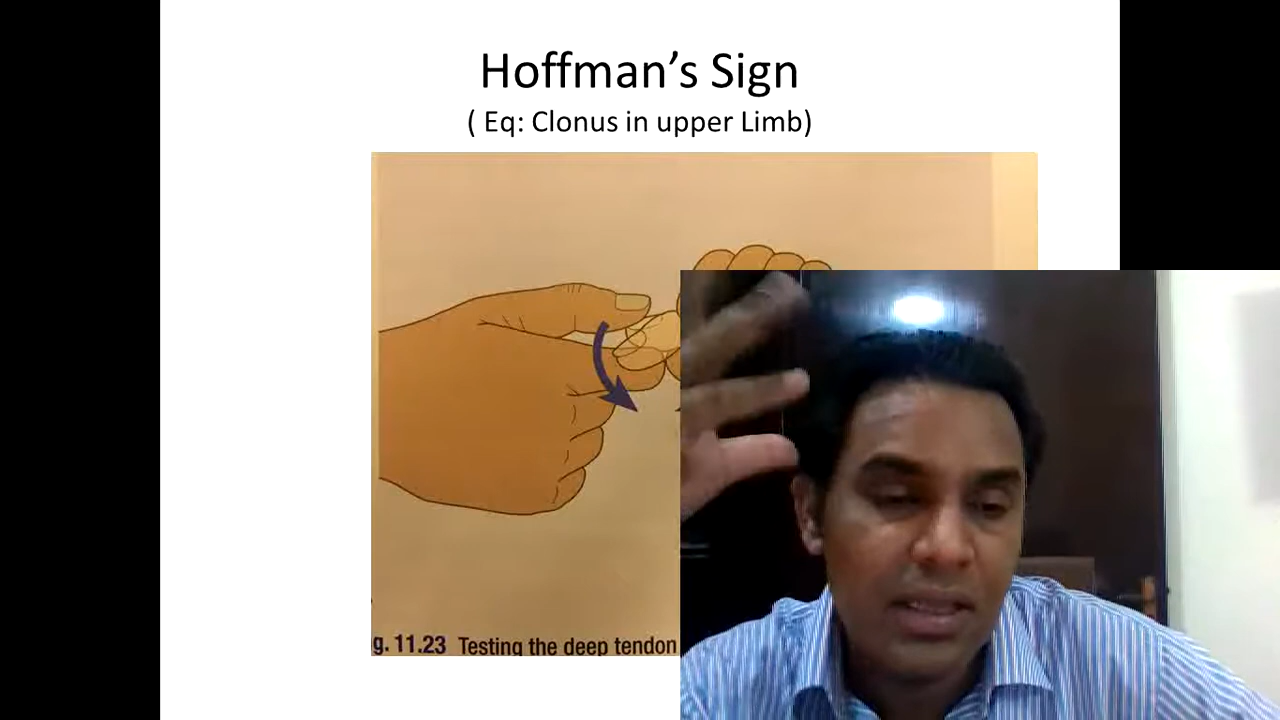 Hoffman’s Sign
( Eq: Clonus in upper Limb)
g. 11.23 Testing the deep tendon